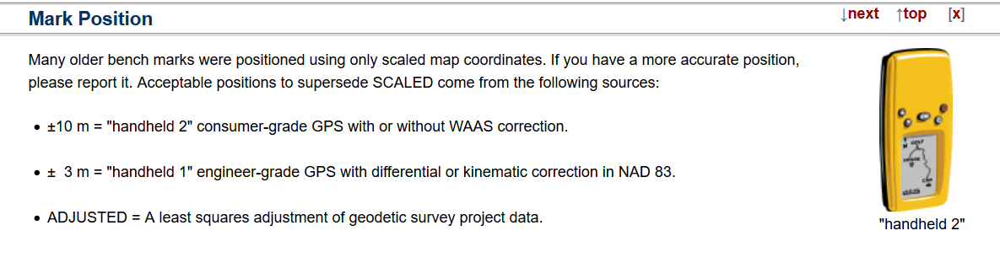 Mark Position
↓next ↑top [x]
Many older bench marks were positioned using only scaled map coordinates. If you have a more accurate position,
please report it. Acceptable positions to supersede SCALED come from the following sources:
• ±10 m = "handheld 2" consumer-grade GPS with or without WAAS correction.
• ± 3 m = "handheld 1" engineer-grade GPS with differential or kinematic correction in NAD 83.
• ADJUSTED = A least squares adjustment of geodetic survey project data.
GOLF
"handheld 2"